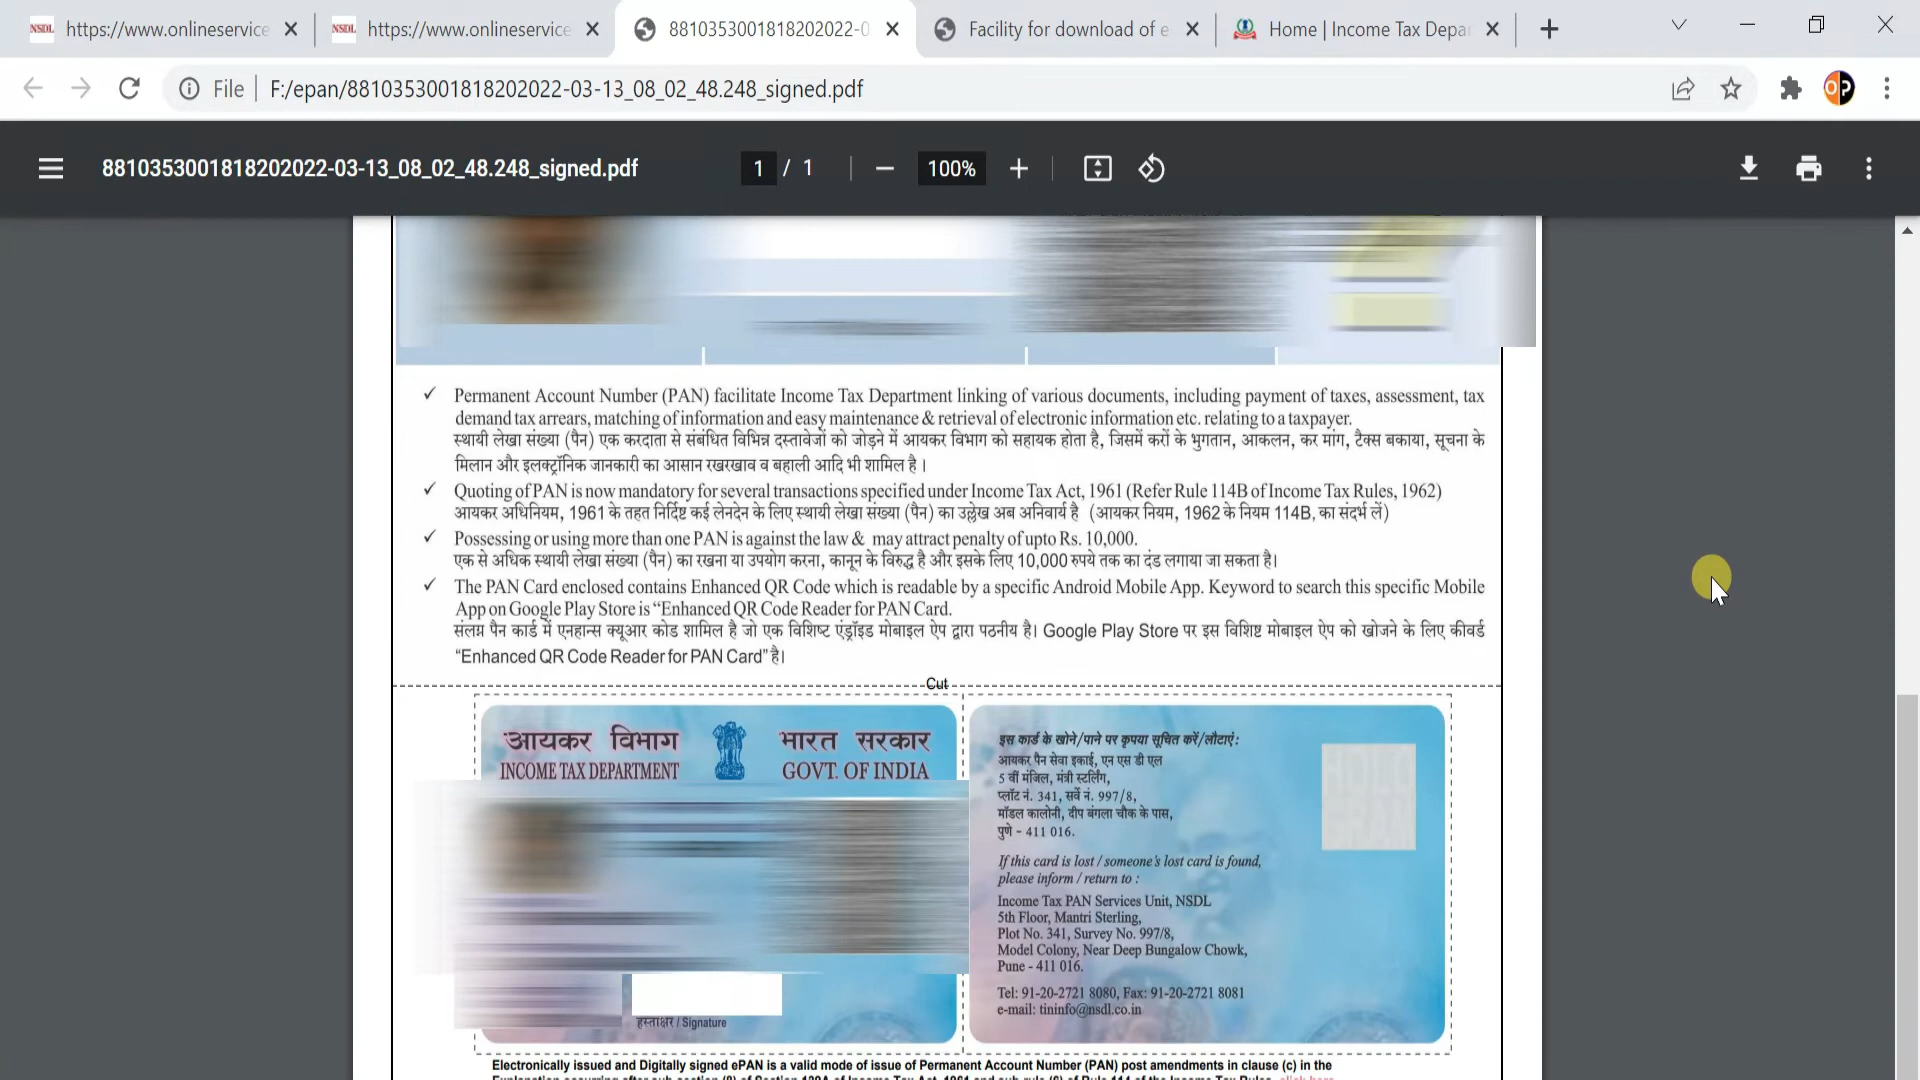 NSDL https://www.onlineservice
NSDL https://www.onlineservice
8810353001818202022-0
Facility for download of e
Home | Income Tax Depar
File F:/epan/8810353001818202022-03-13_08_02_48.248_signed.pdf
OP
8810353001818202022-03-13_08_02_48.248_signed.pdf 1 / 1 100%
✓ Permanent Account Number (PAN) facilitate Income Tax Department linking of various documents, including payment of taxes, assessment, tax
demand tax arrears, matching of information and easy maintenance & retrieval of electronic information etc. relating to a taxpayer.
स्थायी लेखा संख्या (पैन) एक करदाता से संबंधित विभिन्न दस्तावेजों को जोड़ने में आयकर विभाग को सहायक होता है, जिसमें करों के भुगतान, आकलन, कर मांग, टैक्स बकाया, सूचना के
मिलान और इलक्ट्रॉनिक जानकारी का आसान रखरखाव व बहाली आदि भी शामिल है।
✓ Quoting of PAN is now mandatory for several transactions specified under Income Tax Act, 1961 (Refer Rule 114B of Income Tax Rules, 1962)
आयकर अधिनियम, 1961 के तहत निर्दिष्ट कई लेनदेन के लिए स्थायी लेखा संख्या (पैन) का उल्लेख अब अनिवार्य है (आयकर नियम, 1962 के नियम 114B, का संदर्भ लें)
✓ Possessing or using more than one PAN is against the law & may attract penalty of upto Rs. 10,000.
एक से अधिक स्थायी लेखा संख्या (पैन) का रखना या उपयोग करना, कानून के विरुद्ध है और इसके लिए 10,000 रुपये तक का दंड लगाया जा सकता है।
✓ The PAN Card enclosed contains Enhanced QR Code which is readable by a specific Android Mobile App. Keyword to search this specific Mobile
App on Google Play Store is “Enhanced QR Code Reader for PAN Card.
संलग्न पैन कार्ड में एनहान्स क्यूआर कोड शामिल है जो एक विशिष्ट एंड्रॉइड मोबाइल ऐप द्वारा पठनीय है। Google Play Store पर इस विशिष्ट मोबाइल ऐप को खोजने के लिए कीवर्ड
“Enhanced QR Code Reader for PAN Card” है।
Cut
आयकर विभाग भारत सरकार
INCOME TAX DEPARTMENT GOVT. OF INDIA
हस्ताक्षर / Signature
इस कार्ड के खोने/पाने पर कृपया सूचित करें/लौटाएं :
आयकर पैन सेवा इकाई, एन एस डी एल
5 वीं मंजिल, मंत्री स्टर्लिंग,
प्लॉट नं. 341, सर्वे नं. 997/8,
मॉडल कालोनी, दीप बंगला चौक के पास,
पुणे - 411 016.
If this card is lost / someone's lost card is found,
please inform / return to :
Income Tax PAN Services Unit, NSDL
5th Floor, Mantri Sterling,
Plot No. 341, Survey No. 997/8,
Model Colony, Near Deep Bungalow Chowk,
Pune - 411 016.
Tel: 91-20-2721 8080, Fax: 91-20-2721 8081
e-mail: tininfo@nsdl.co.in
HOLO
GRAM
Electronically issued and Digitally signed ePAN is a valid mode of issue of Permanent Account Number (PAN) post amendments in clause (c) in the